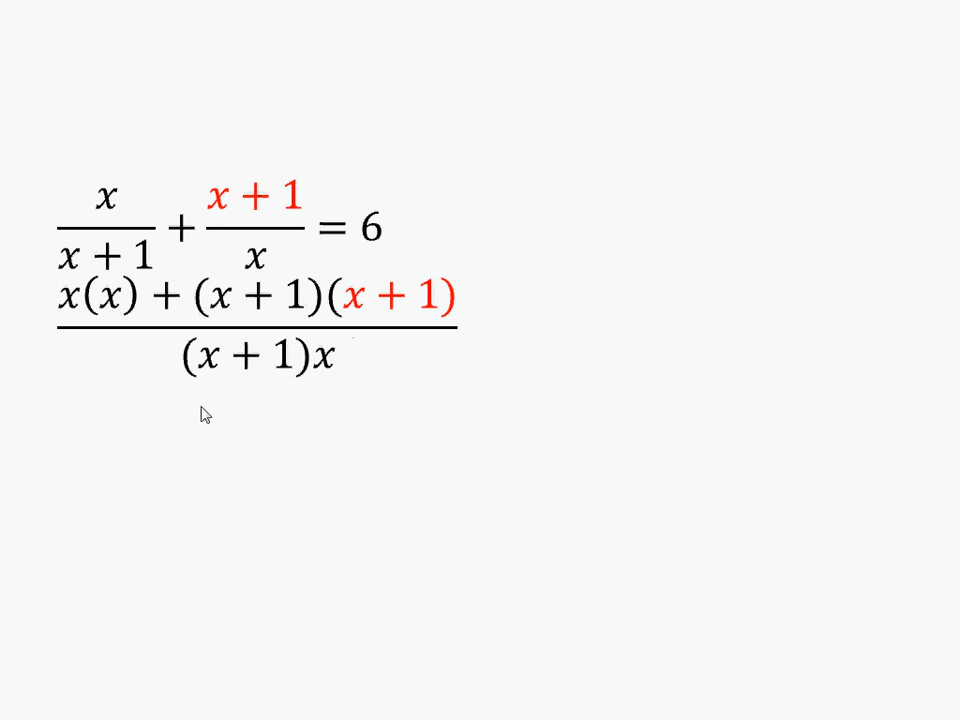 x/(x + 1) + (x + 1)/x = 6
(x(x) + (x + 1)(x + 1))/((x + 1)x)